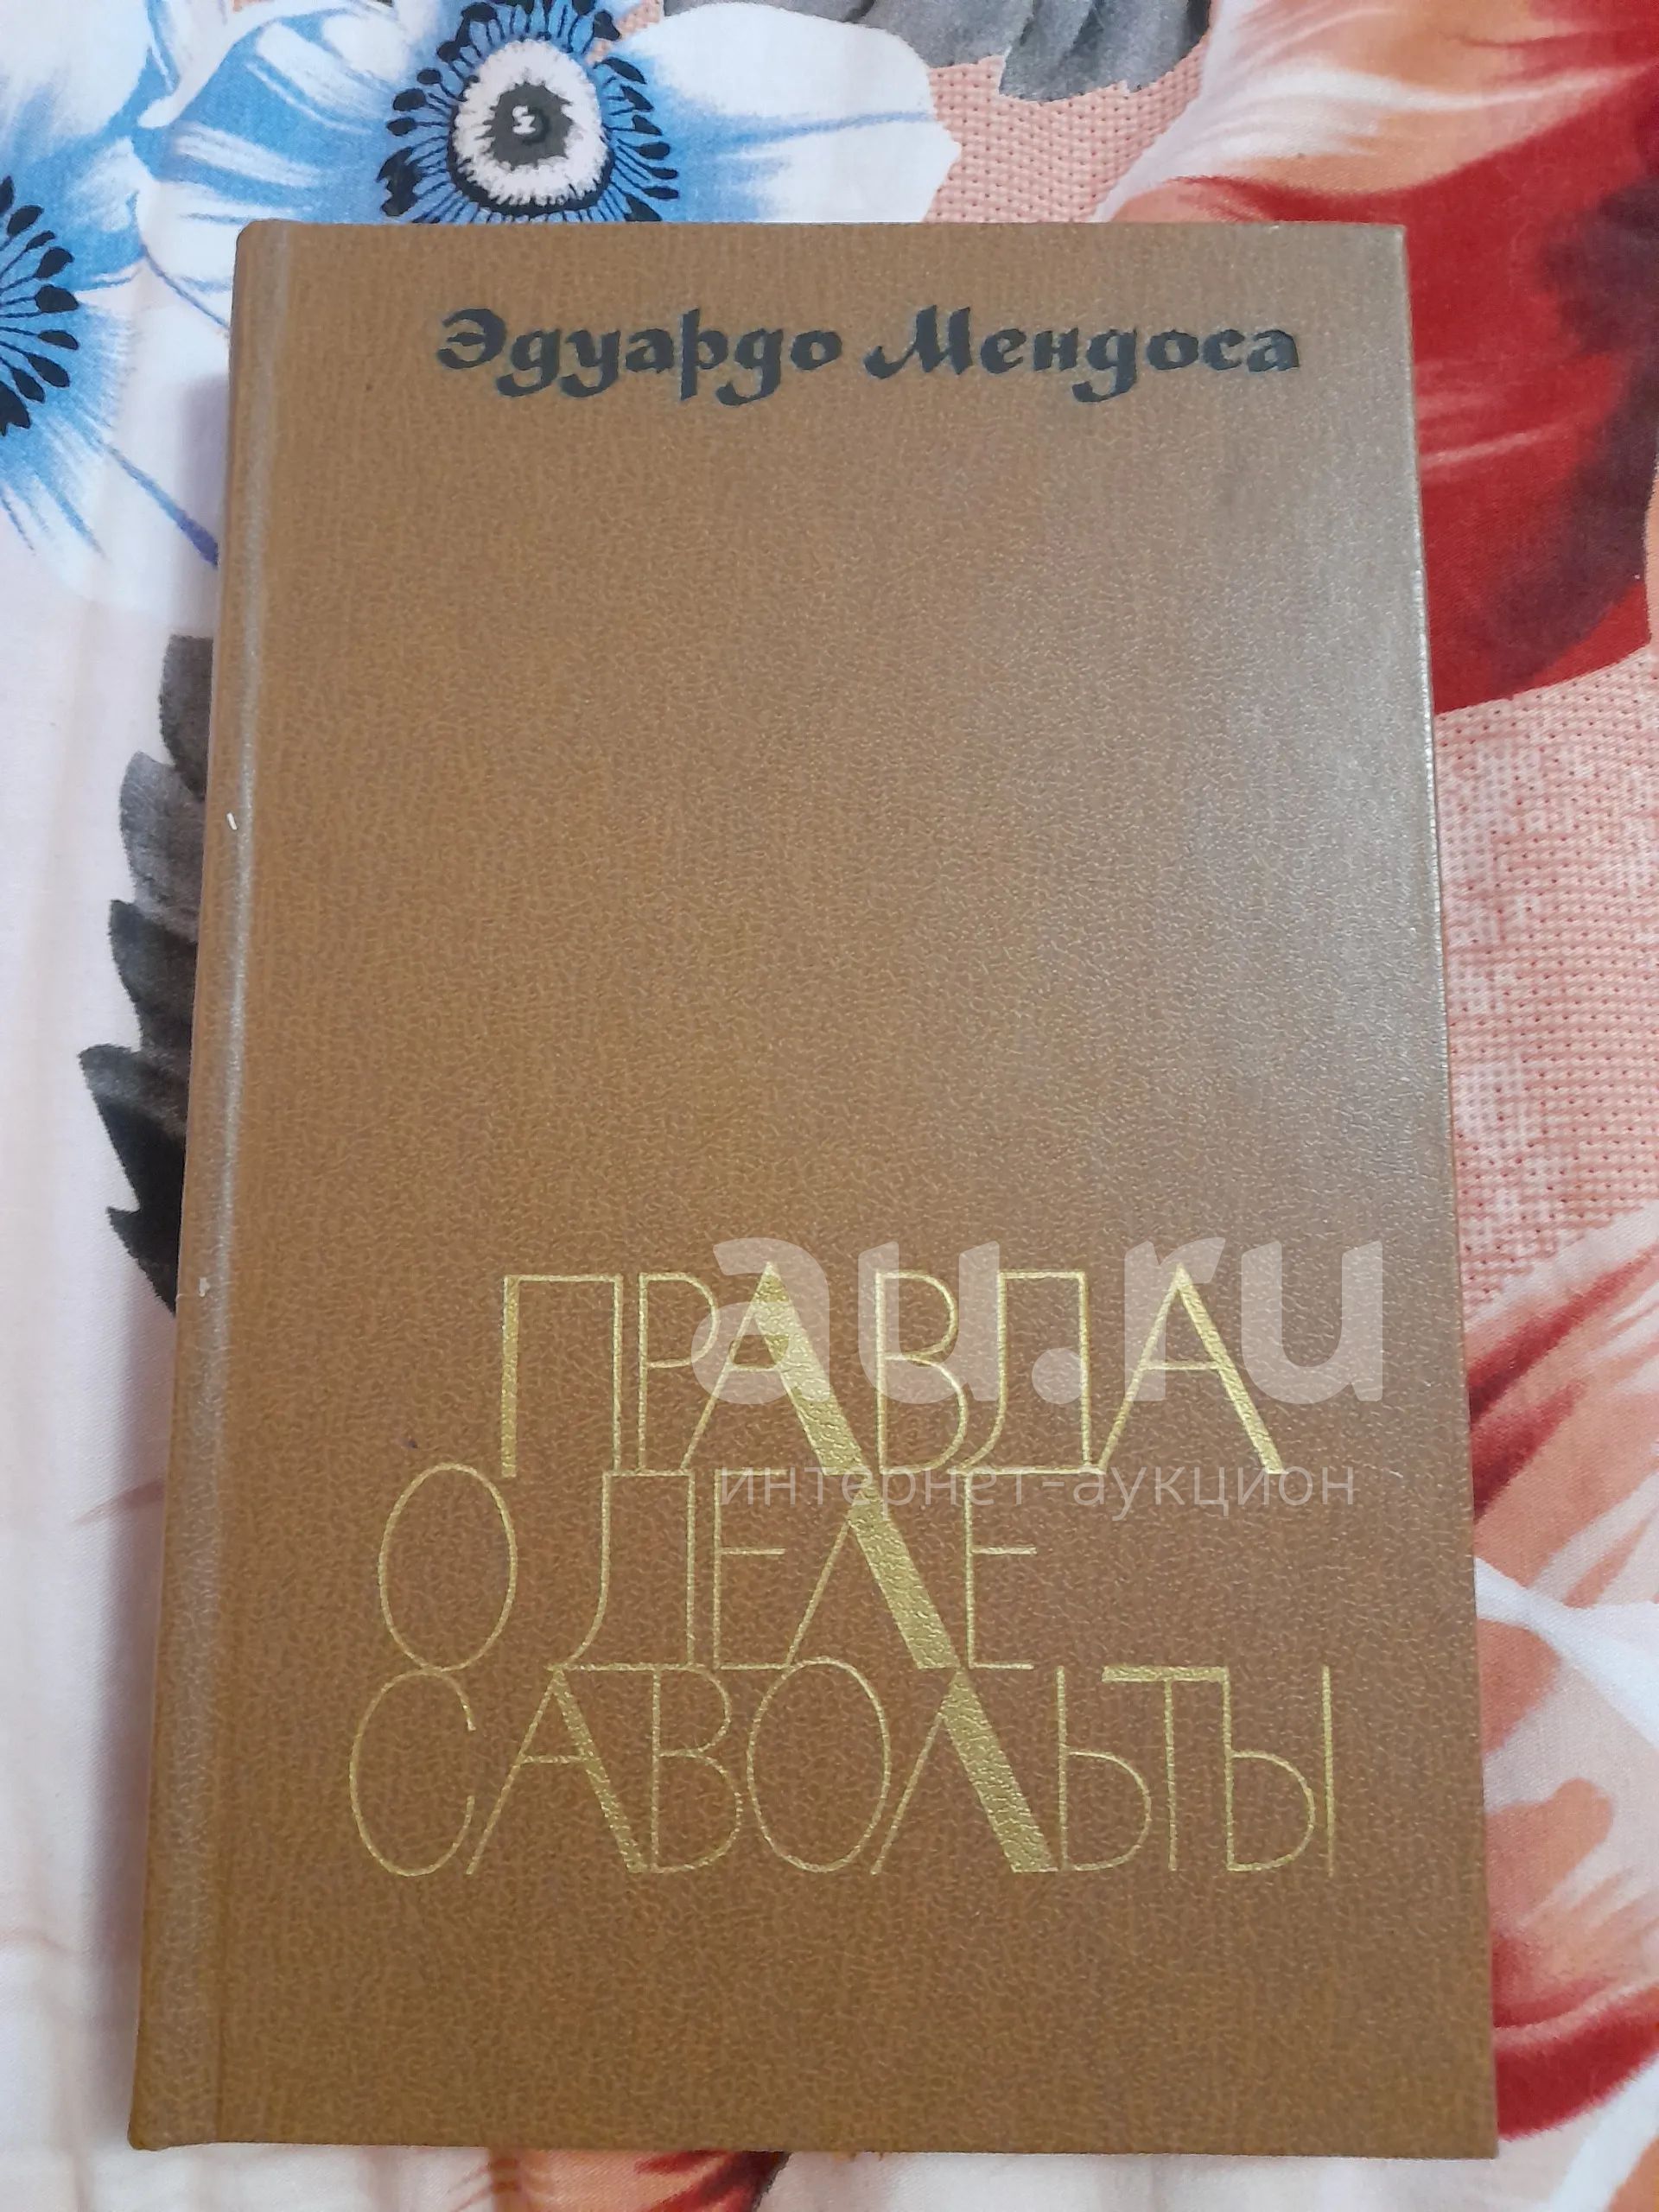 Эдуардо Мендоса
ПРАВДА
О ДЕЛЕ
САВОЛЬТЫ
au.ru
интернет-аукцион